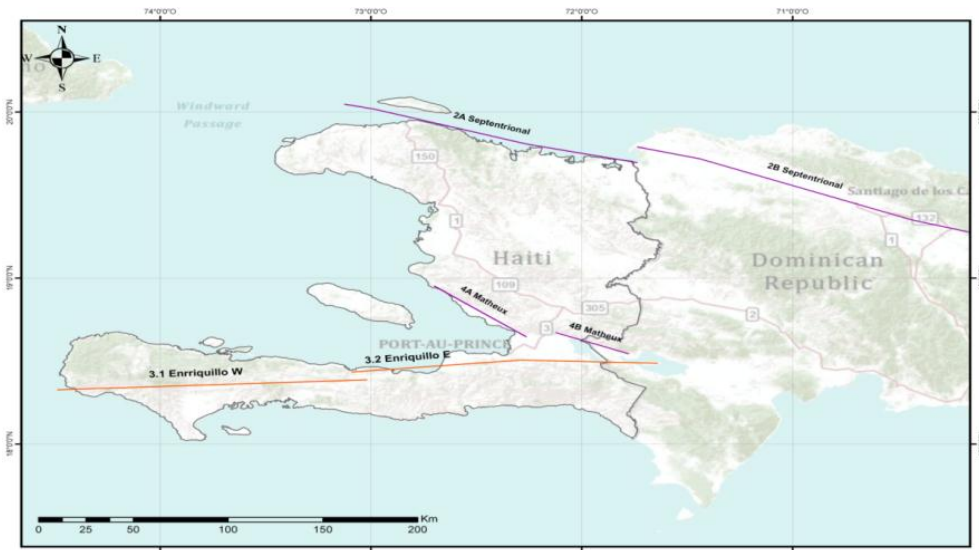 74°0'0"O
73°0'0"O
72°0'0"O
71°0'0"O
N
W
E
S
Windward
Passage
20°0'0"N
2A Septentrional
150
2B Septentrional
Santiago de los Ca
132
1
1
Haiti
Dominican
Republic
19°0'0"N
4A Matheux
109
305
3
4B Matheux
2
PORT-AU-PRINCE
3.2 Enriquillo E
3.1 Enrriquillo W
18°0'0"N
Km
0 25 50 100 150 200